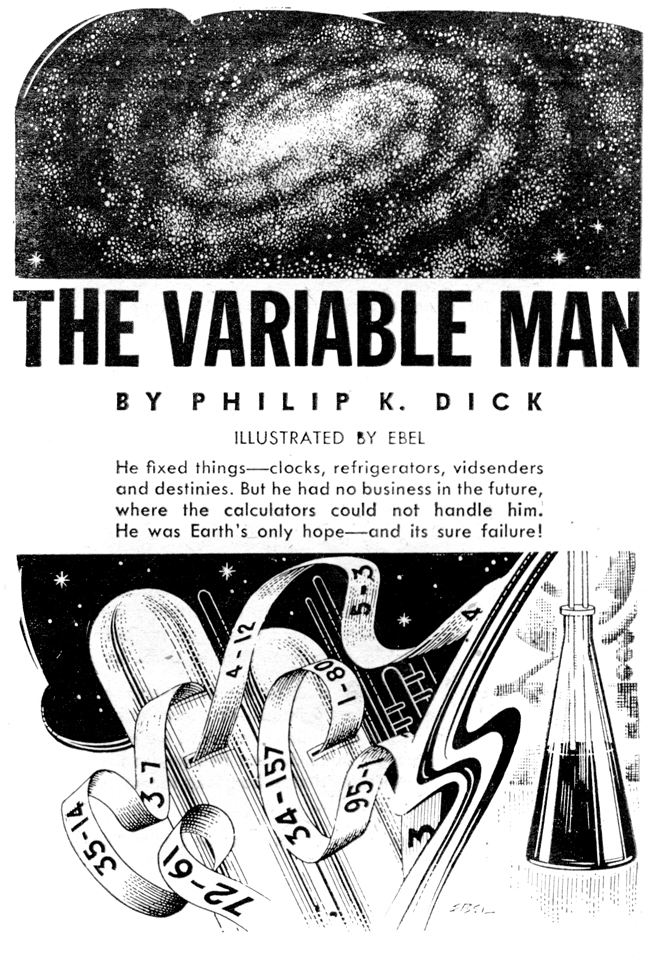 THE VARIABLE MAN
BY PHILIP K. DICK
ILLUSTRATED BY EBEL
He fixed things—clocks, refrigerators, vidsenders
and destinies. But he had no business in the future,
where the calculators could not handle him.
He was Earth's only hope—and its sure failure!
5-3
4-12
4
1-80
3-7
34-157
95-1
35-14
3
72-61
EBEL